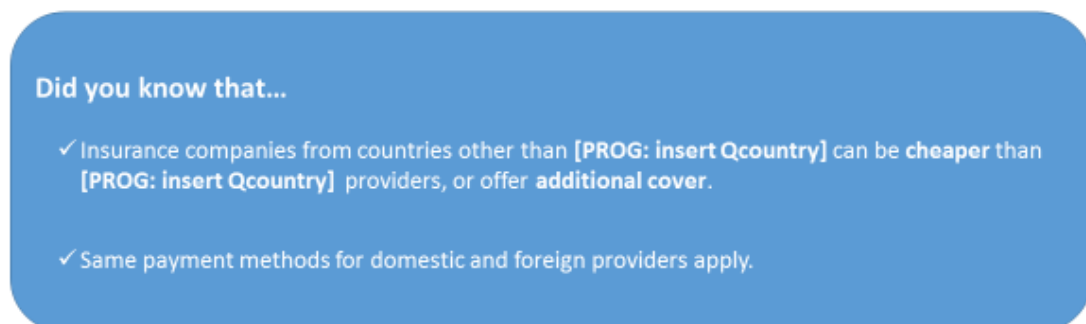 Did you know that...
✓ Insurance companies from countries other than [PROG: insert Qcountry] can be cheaper than
[PROG: insert Qcountry] providers, or offer additional cover.
✓ Same payment methods for domestic and foreign providers apply.